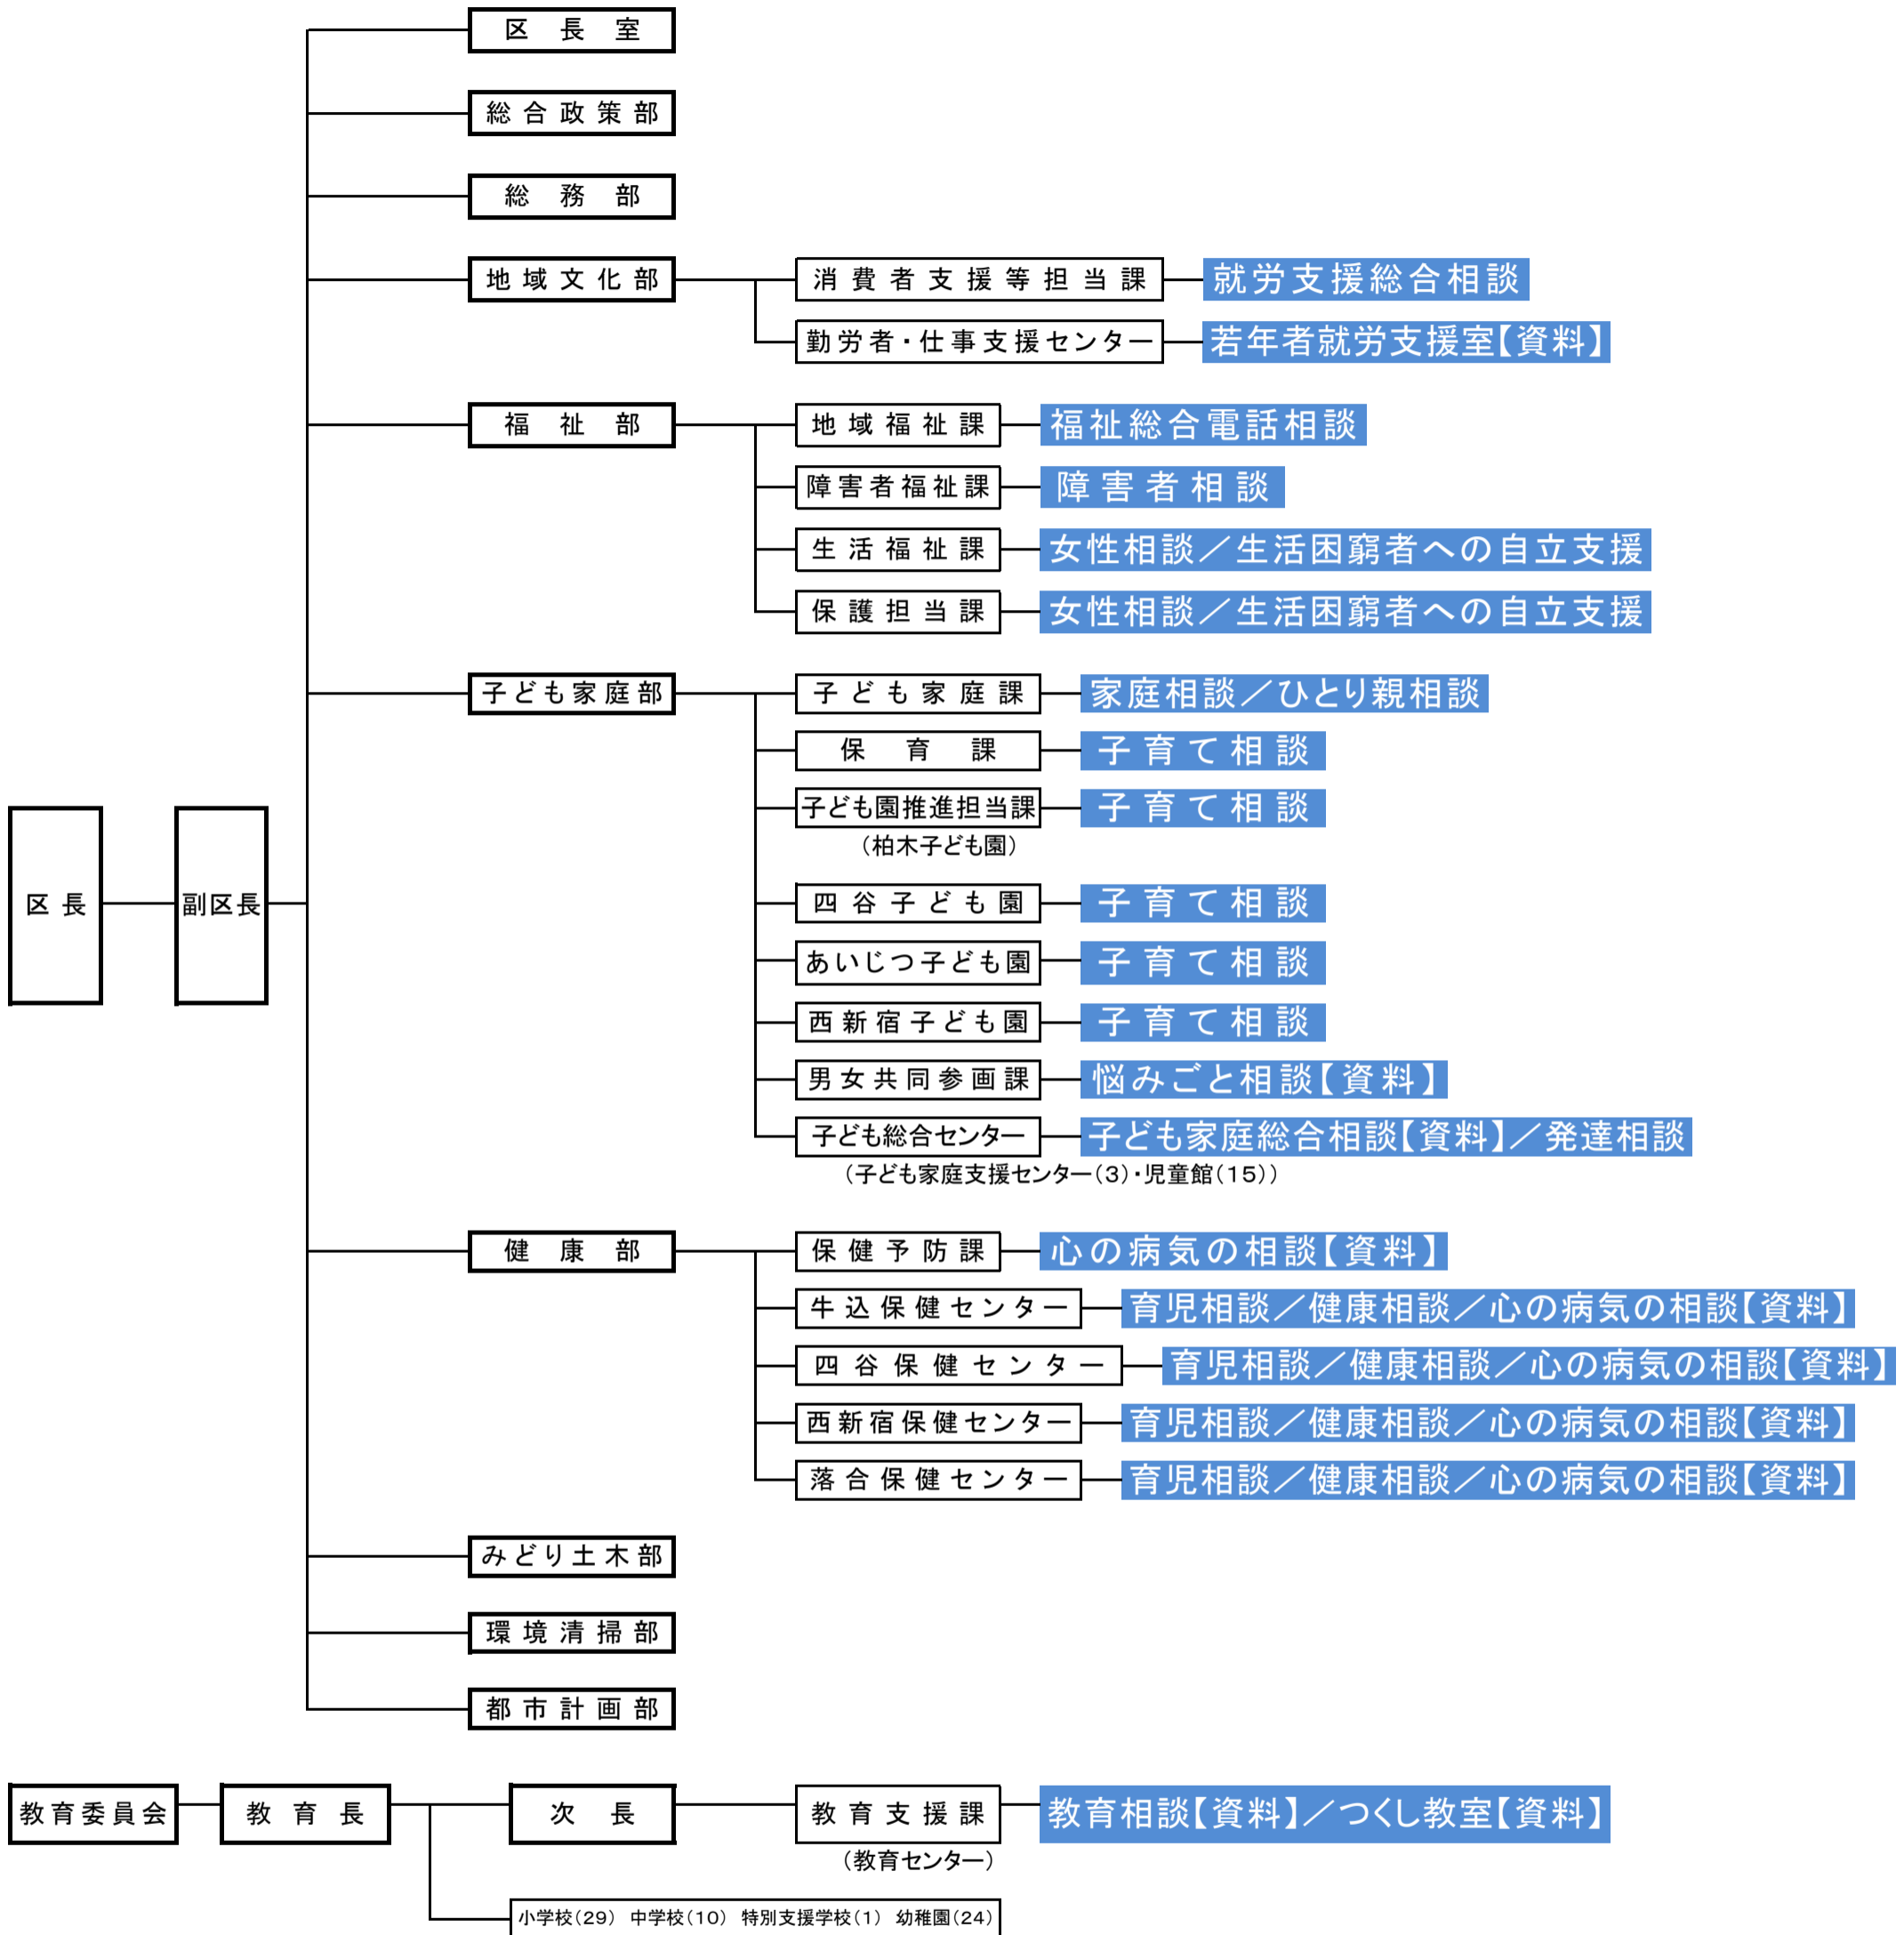 区長室
総合政策部
総務部
地域文化部 消費者支援等担当課 就労支援総合相談
勤労者・仕事支援センター 若年者就労支援室【資料】
福祉部 地域福祉課 福祉総合電話相談
障害者福祉課 障害者相談
生活福祉課 女性相談／生活困窮者への自立支援
保護担当課 女性相談／生活困窮者への自立支援
子ども家庭部 子ども家庭課 家庭相談／ひとり親相談
保育課 子育て相談
子ども園推進担当課 子育て相談
（柏木子ども園）
区長 副区長 四谷子ども園 子育て相談
あいじつ子ども園 子育て相談
西新宿子ども園 子育て相談
男女共同参画課 悩みごと相談【資料】
子ども総合センター 子ども家庭総合相談【資料】／発達相談
（子ども家庭支援センター（3）・児童館（15））
健康部 保健予防課 心の病気の相談【資料】
牛込保健センター 育児相談／健康相談／心の病気の相談【資料】
四谷保健センター 育児相談／健康相談／心の病気の相談【資料】
西新宿保健センター 育児相談／健康相談／心の病気の相談【資料】
落合保健センター 育児相談／健康相談／心の病気の相談【資料】
みどり土木部
環境清掃部
都市計画部
教育委員会 教育長 次長 教育支援課 教育相談【資料】／つくし教室【資料】
（教育センター）
小学校（29） 中学校（10） 特別支援学校（1） 幼稚園（24）